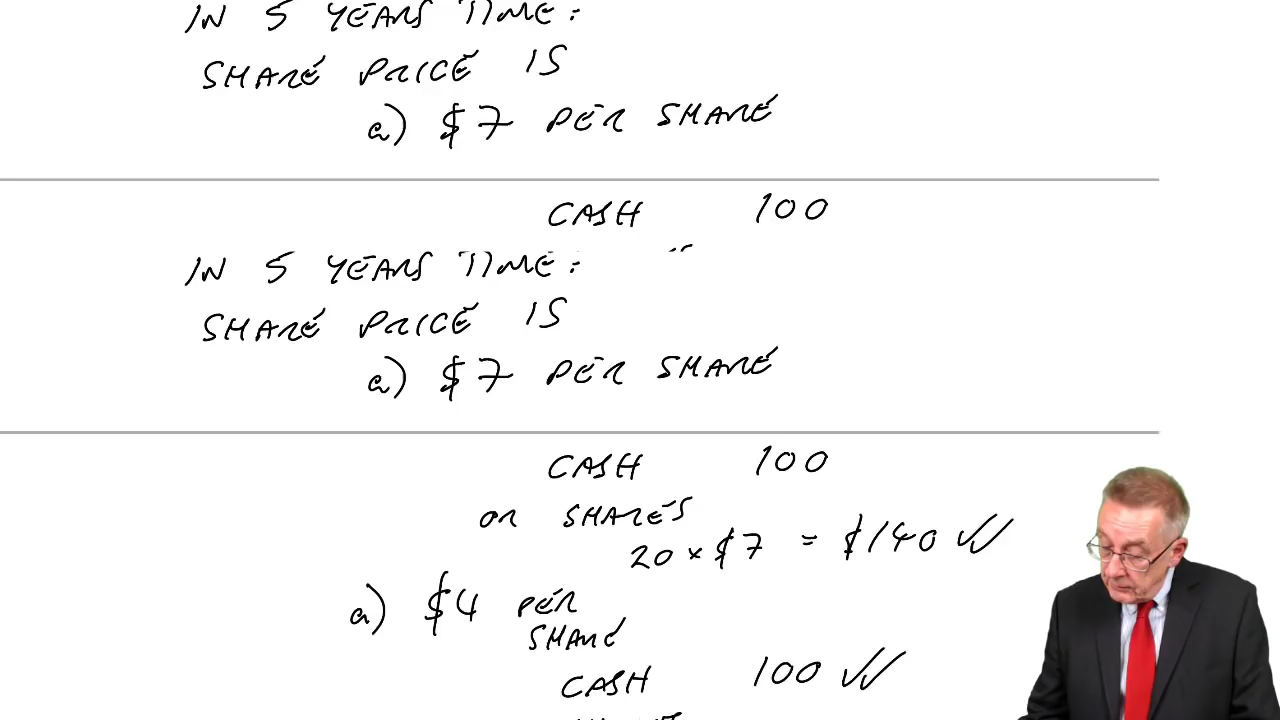 IN 5 YEARS TIME:
SHARE PRICE IS
a) $7 PER SHARE
CASH 100
IN 5 YEARS TIME:
SHARE PRICE IS
a) $7 PER SHARE
CASH 100
OR SHARES
20 × $7 = $140 ✓✓
a) $4 PER
SHARE
CASH 100 ✓✓